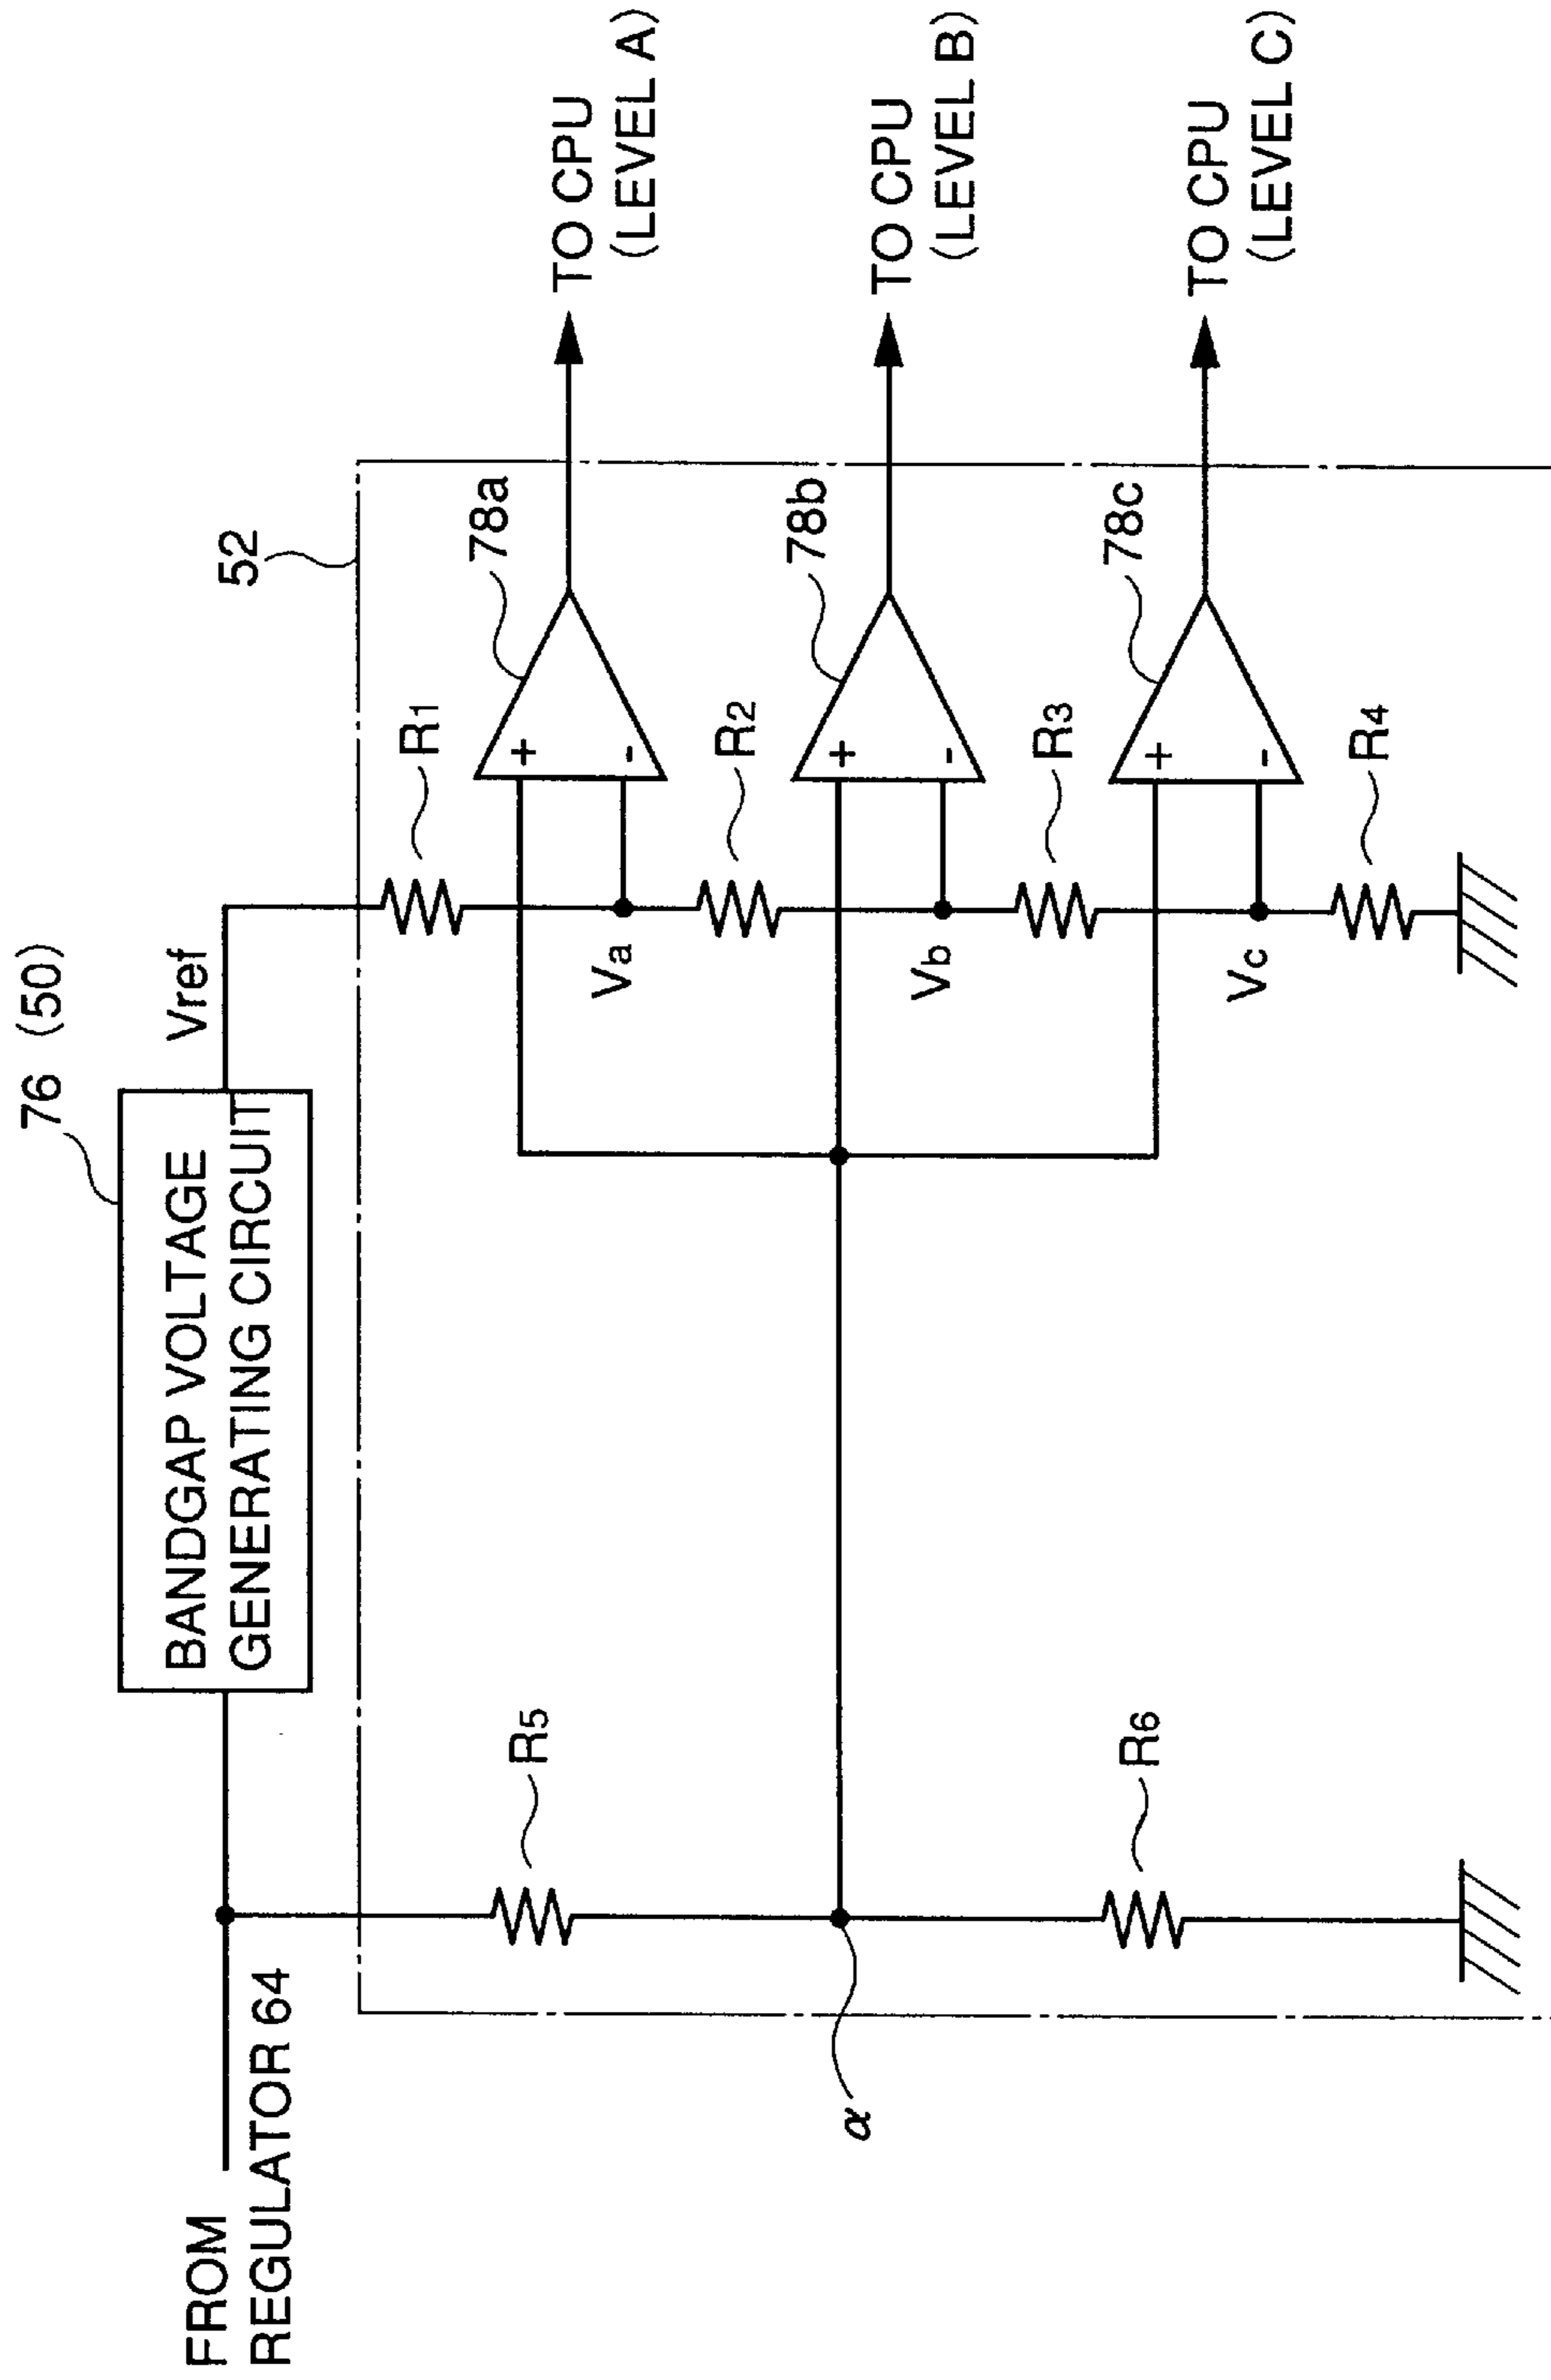 76 (50)
BANDGAP VOLTAGE
GENERATING CIRCUIT
Vref
FROM
REGULATOR 64
52
R1
78a
+
-
TO CPU
(LEVEL A)
Va
R2
R5
78b
+
-
TO CPU
(LEVEL B)
α
Vb
R3
78c
+
-
TO CPU
(LEVEL C)
R6
Vc
R4